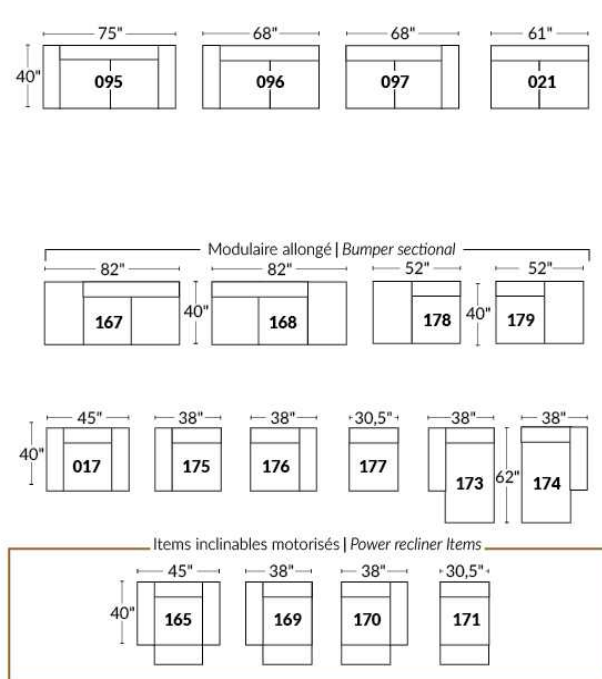 75" 68" 68" 61"
40" 095 096 097 021
Modulaire allongé | Bumper sectional
82" 82" 52" 52"
167 40" 168 178 40" 179
45" 38" 38" 30,5" 38" 38"
40" 017 175 176 177 173 62" 174
Items inclinables motorisés | Power recliner Items
45" 38" 38" 30,5"
40" 165 169 170 171